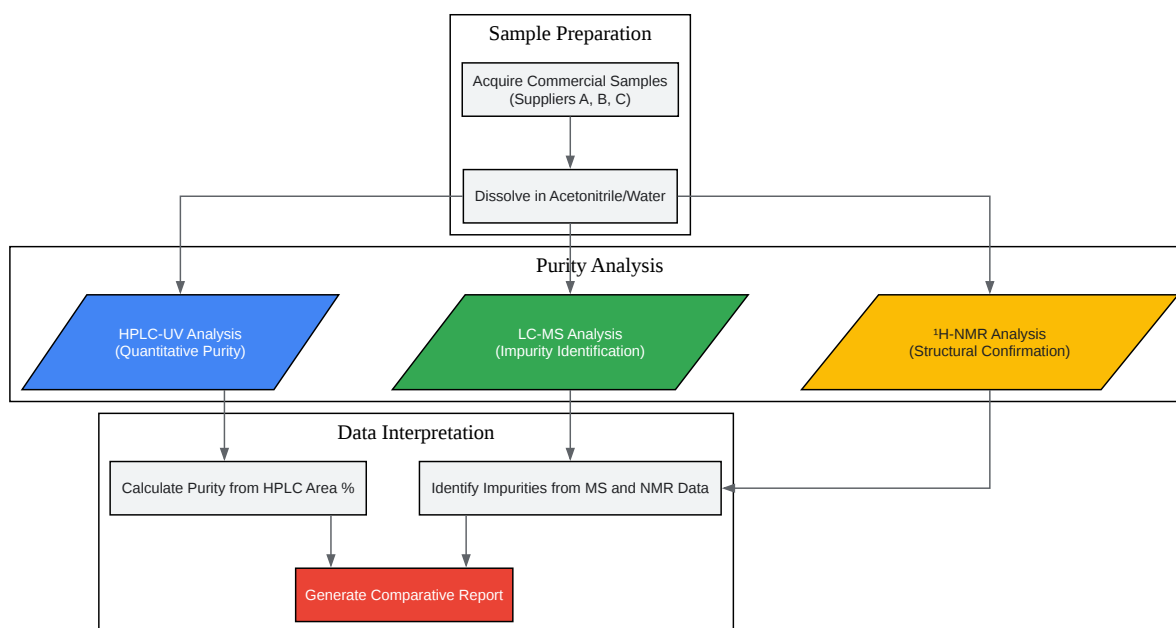 Sample Preparation
Acquire Commercial Samples
(Suppliers A, B, C)
Dissolve in Acetonitrile/Water
Purity Analysis
HPLC-UV Analysis
(Quantitative Purity)
LC-MS Analysis
(Impurity Identification)
¹H-NMR Analysis
(Structural Confirmation)
Data Interpretation
Calculate Purity from HPLC Area %
Identify Impurities from MS and NMR Data
Generate Comparative Report